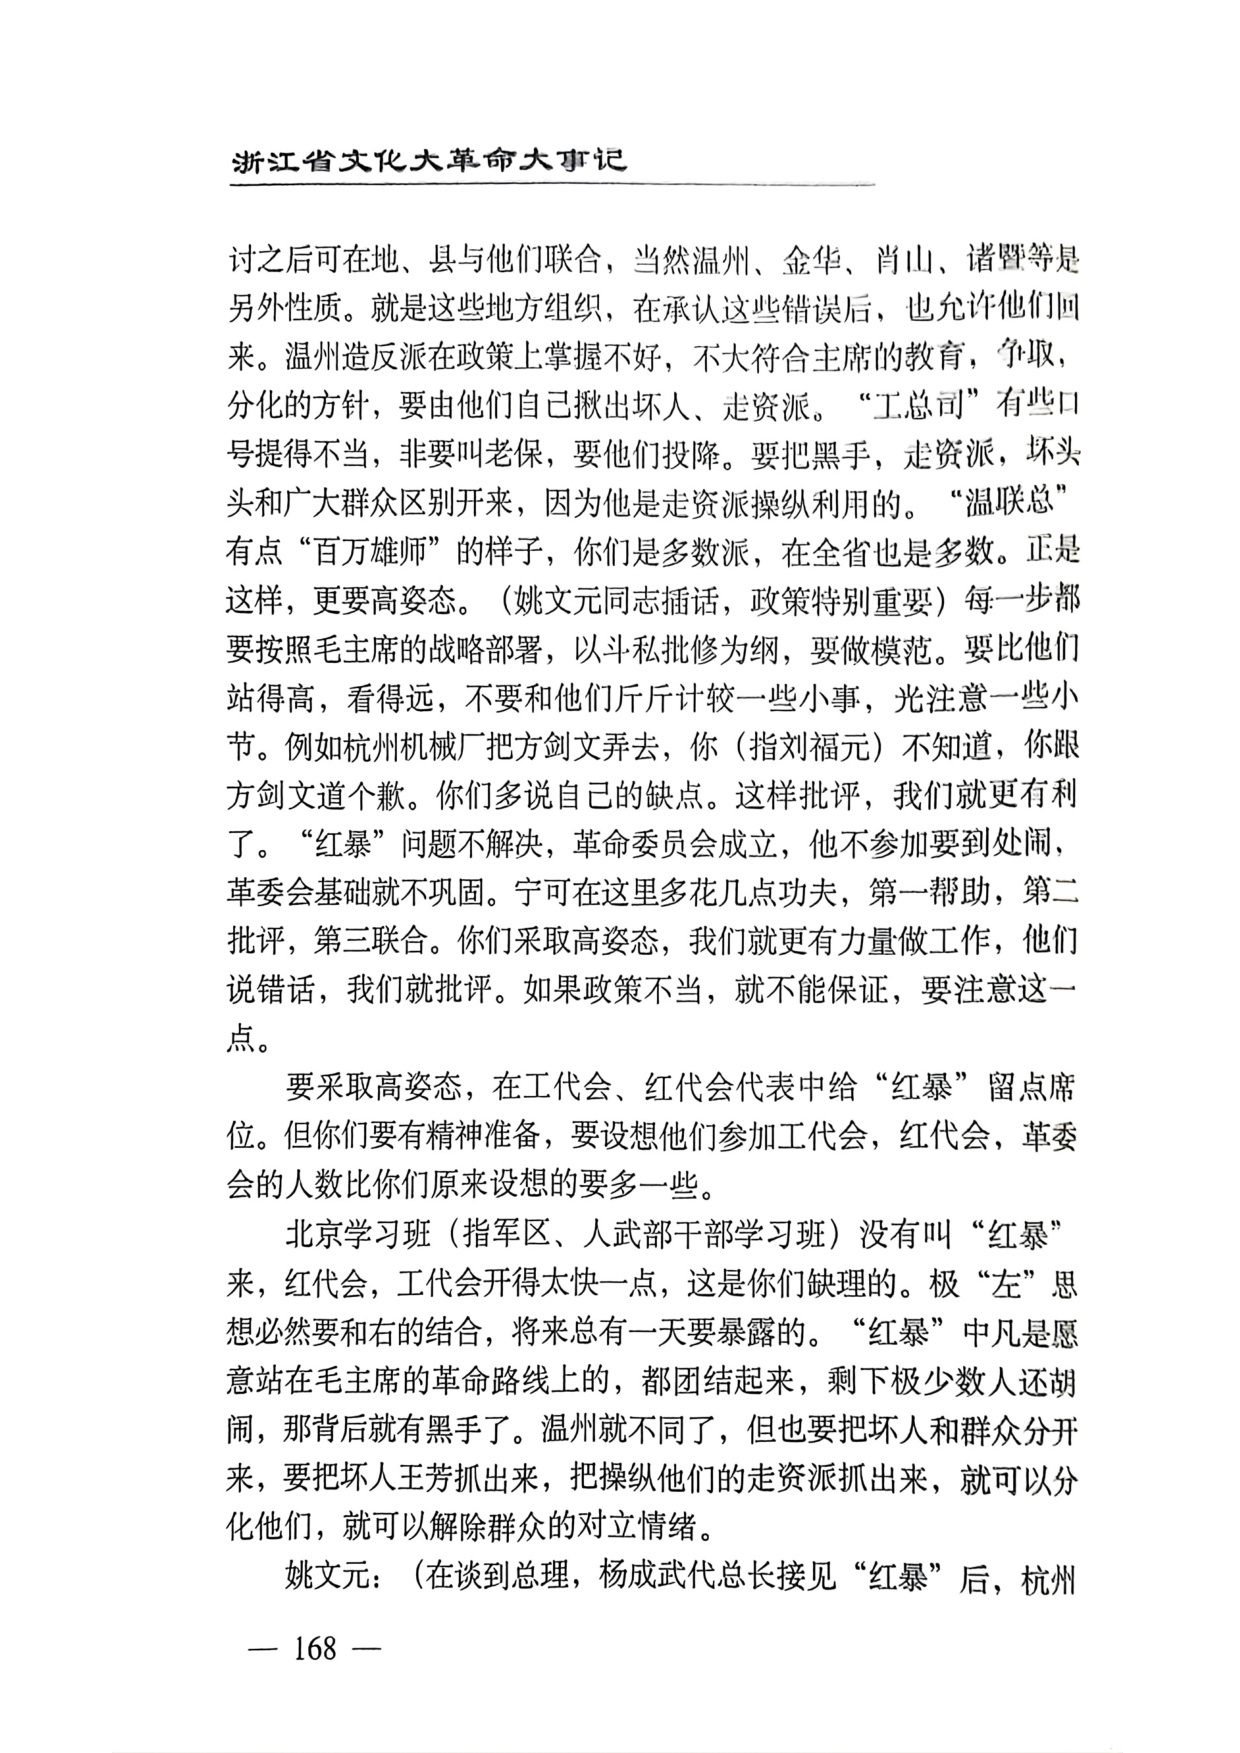 浙江省文化大革命大事记
讨之后可在地、县与他们联合，当然温州、金华、肖山、诸暨等是
另外性质。就是这些地方组织，在承认这些错误后，也允许他们回
来。温州造反派在政策上掌握不好，不大符合主席的教育，争取，
分化的方针，要由他们自己揪出坏人、走资派。“工总司”有些口
号提得不当，非要叫老保，要他们投降。要把黑手，走资派，坏头
头和广大群众区别开来，因为他是走资派操纵利用的。“温联总”
有点“百万雄师”的样子，你们是多数派，在全省也是多数。正是
这样，更要高姿态。（姚文元同志插话，政策特别重要）每一步都
要按照毛主席的战略部署，以斗私批修为纲，要做模范。要比他们
站得高，看得远，不要和他们斤斤计较一些小事，光注意一些小
节。例如杭州机械厂把方剑文弄去，你（指刘福元）不知道，你跟
方剑文道个歉。你们多说自己的缺点。这样批评，我们就更有利
了。“红暴”问题不解决，革命委员会成立，他不参加要到处闹，
革委会基础就不巩固。宁可在这里多花几点功夫，第一帮助，第二
批评，第三联合。你们采取高姿态，我们就更有力量做工作，他们
说错话，我们就批评。如果政策不当，就不能保证，要注意这一
点。
要采取高姿态，在工代会、红代会代表中给“红暴”留点席
位。但你们要有精神准备，要设想他们参加工代会，红代会，革委
会的人数比你们原来设想的要多一些。
北京学习班（指军区、人武部干部学习班）没有叫“红暴”
来，红代会，工代会开得太快一点，这是你们缺理的。极“左”思
想必然要和右的结合，将来总有一天要暴露的。“红暴”中凡是愿
意站在毛主席的革命路线上的，都团结起来，剩下极少数人还胡
闹，那背后就有黑手了。温州就不同了，但也要把坏人和群众分开
来，要把坏人王芳抓出来，把操纵他们的走资派抓出来，就可以分
化他们，就可以解除群众的对立情绪。
姚文元：（在谈到总理，杨成武代总长接见“红暴”后，杭州
— 168 —